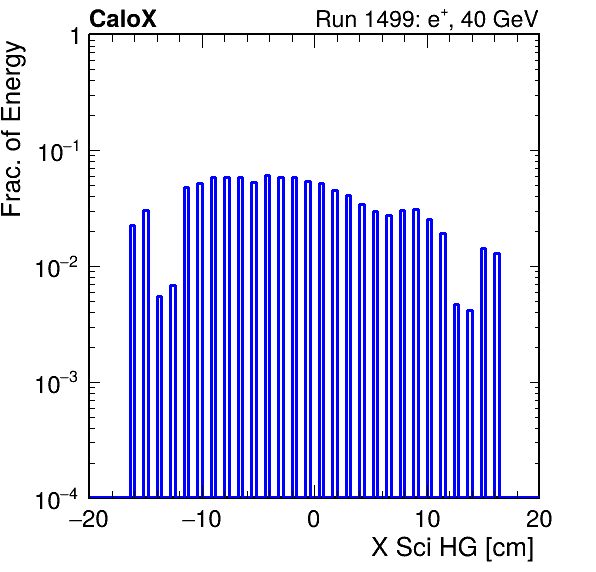 CaloX Run 1499: e⁺, 40 GeV
Frac. of Energy
1
10⁻¹
10⁻²
10⁻³
10⁻⁴
−20 −10 0 10 20
X Sci HG [cm]